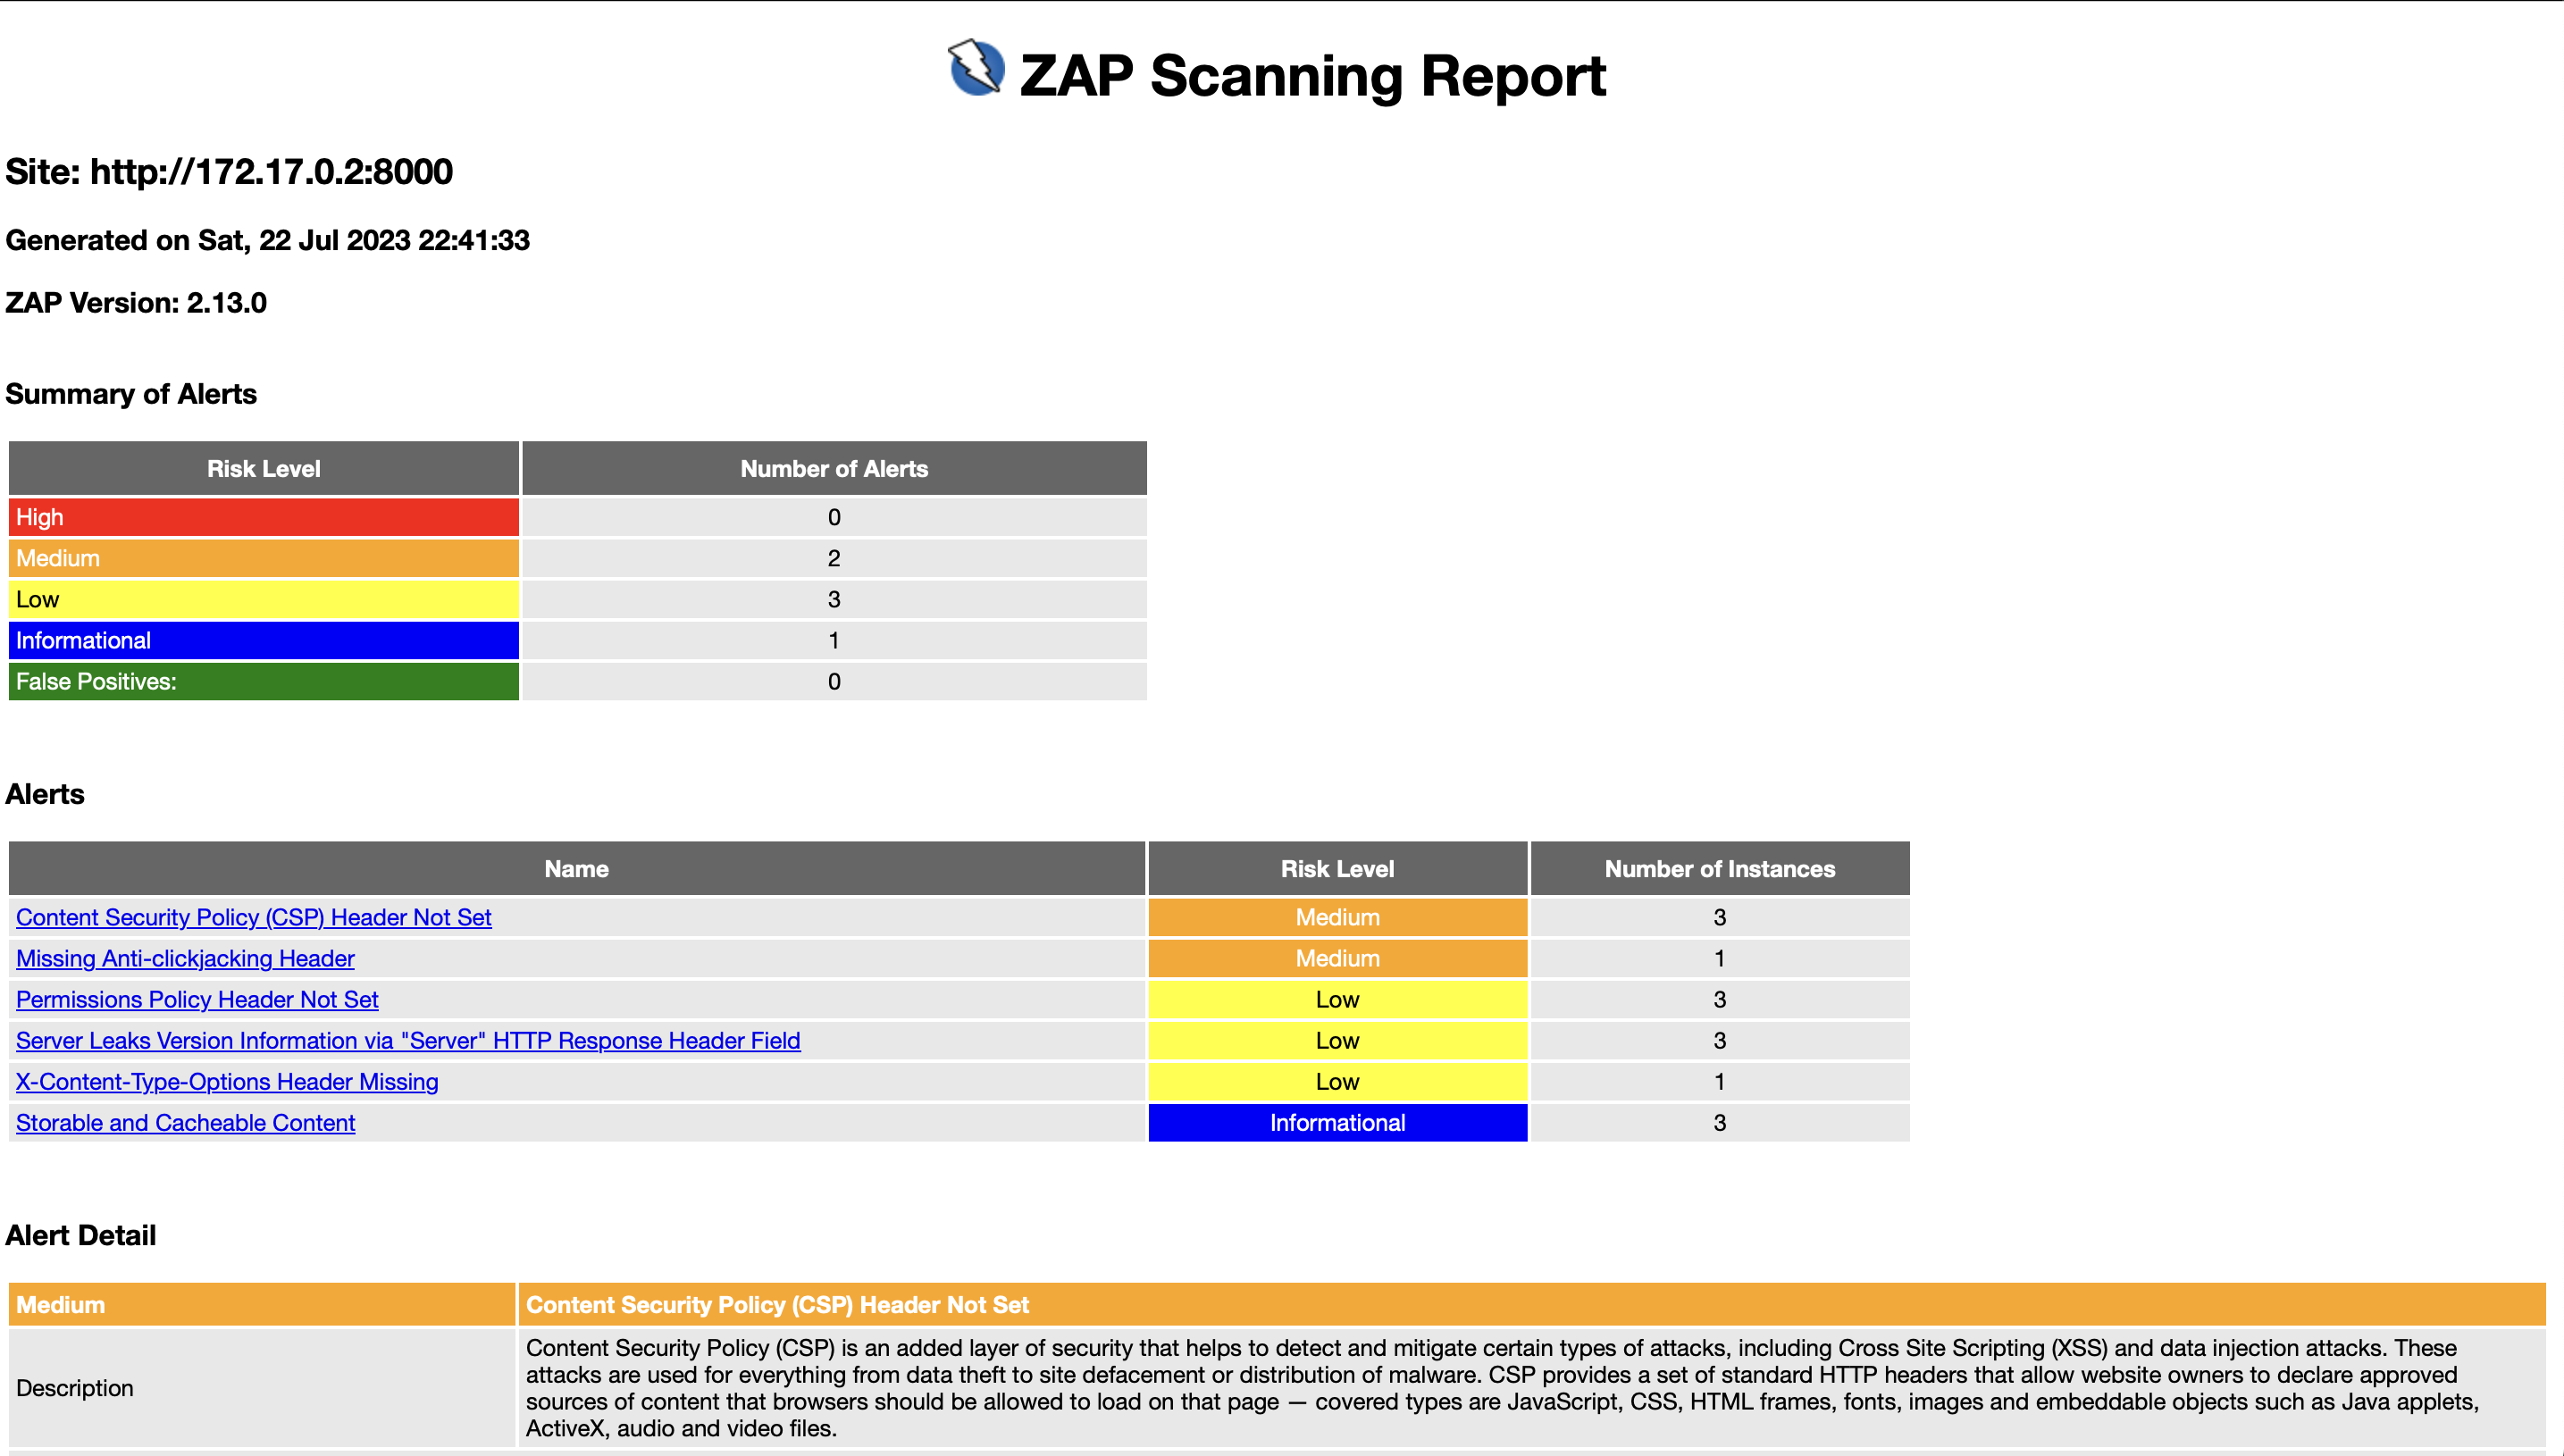 ZAP Scanning Report
Site: http://172.17.0.2:8000
Generated on Sat, 22 Jul 2023 22:41:33
ZAP Version: 2.13.0
Summary of Alerts
Risk Level Number of Alerts
High 0
Medium 2
Low 3
Informational 1
False Positives: 0
Alerts
Name Risk Level Number of Instances
Content Security Policy (CSP) Header Not Set Medium 3
Missing Anti-clickjacking Header Medium 1
Permissions Policy Header Not Set Low 3
Server Leaks Version Information via "Server" HTTP Response Header Field Low 3
X-Content-Type-Options Header Missing Low 1
Storable and Cacheable Content Informational 3
Alert Detail
Medium Content Security Policy (CSP) Header Not Set
Description
Content Security Policy (CSP) is an added layer of security that helps to detect and mitigate certain types of attacks, including Cross Site Scripting (XSS) and data injection attacks. These
attacks are used for everything from data theft to site defacement or distribution of malware. CSP provides a set of standard HTTP headers that allow website owners to declare approved
sources of content that browsers should be allowed to load on that page — covered types are JavaScript, CSS, HTML frames, fonts, images and embeddable objects such as Java applets,
ActiveX, audio and video files.